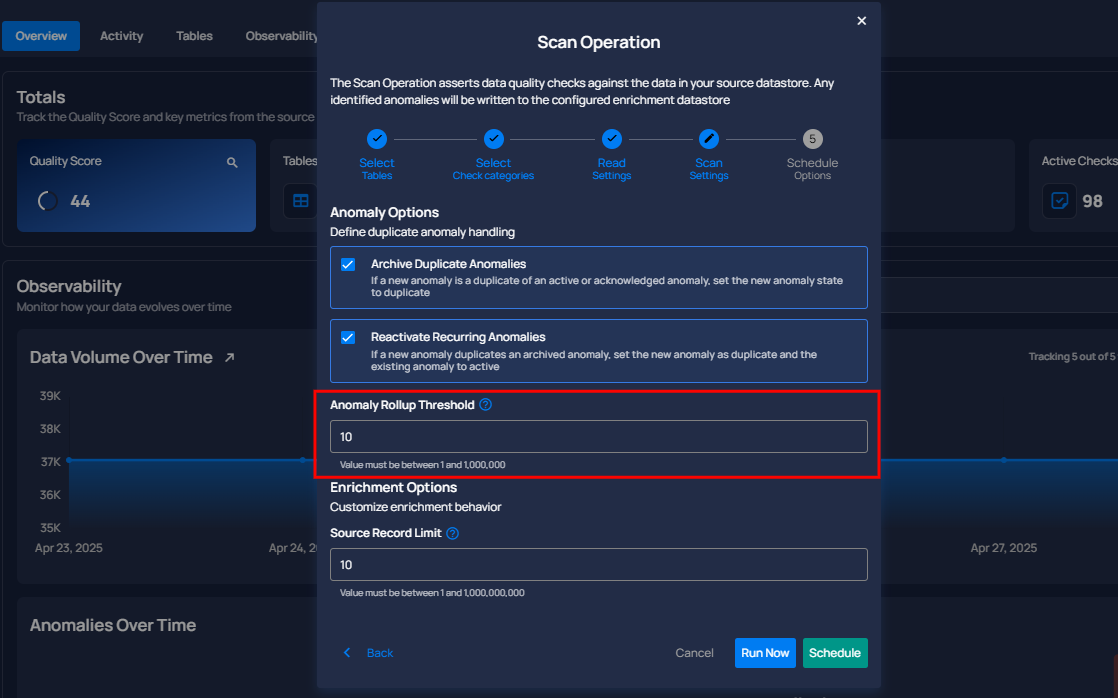 Overview
Activity
Tables
Observability
Scan Operation
The Scan Operation asserts data quality checks against the data in your source datastore. Any
identified anomalies will be written to the configured enrichment datastore
Totals
Track the Quality Score and key metrics from the source
Quality Score
44
Tables
Active Checks
98
Select
Tables
Select
Check categories
Read
Settings
Scan
Settings
5
Schedule
Options
Anomaly Options
Define duplicate anomaly handling
Archive Duplicate Anomalies
If a new anomaly is a duplicate of an active or acknowledged anomaly, set the new anomaly state
to duplicate
Reactivate Recurring Anomalies
If a new anomaly duplicates an archived anomaly, set the new anomaly as duplicate and the
existing anomaly to active
Anomaly Rollup Threshold
10
Value must be between 1 and 1,000,000
Enrichment Options
Customize enrichment behavior
Source Record Limit
10
Value must be between 1 and 1,000,000,000
Back
Cancel
Run Now
Schedule
Observability
Monitor how your data evolves over time
Data Volume Over Time
Tracking 5 out of 5
39K
38K
37K
36K
35K
Apr 23, 2025
Apr 24, 2
Apr 27, 2025
Anomalies Over Time